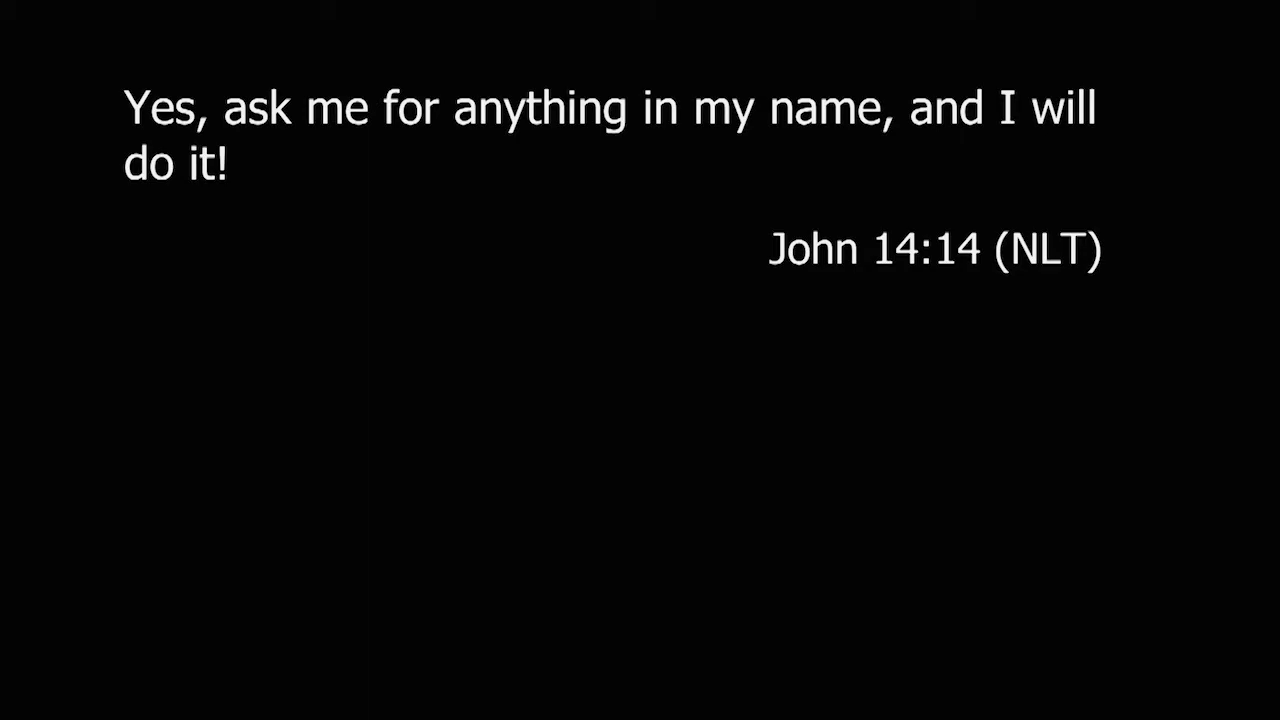 Yes, ask me for anything in my name, and I will
do it!
John 14:14 (NLT)